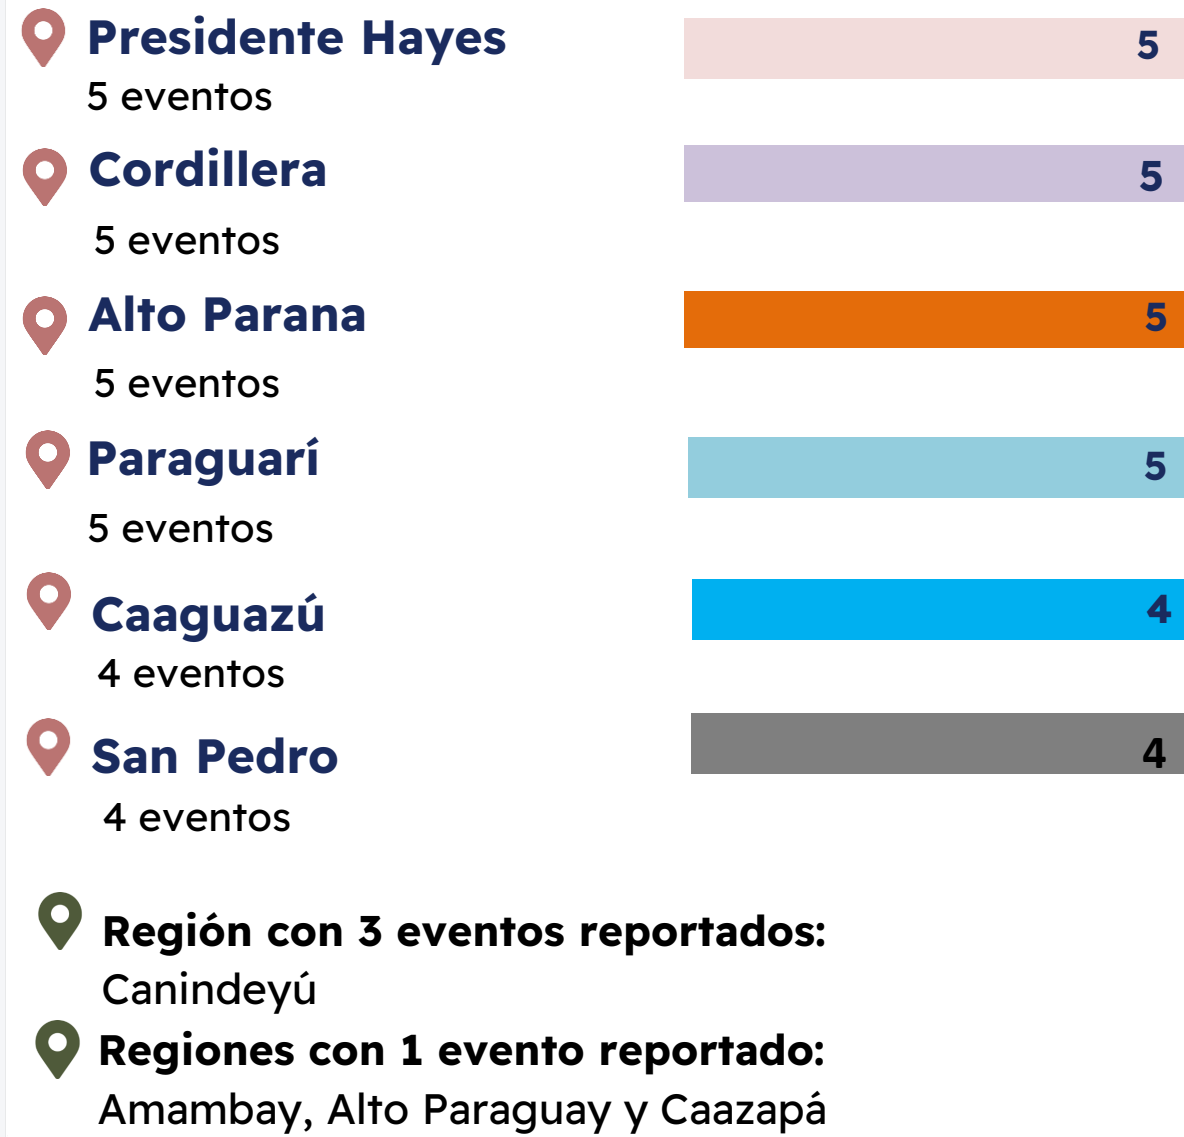 Presidente Hayes 5
5 eventos
Cordillera 5
5 eventos
Alto Parana 5
5 eventos
Paraguarí 5
5 eventos
Caaguazú 4
4 eventos
San Pedro 4
4 eventos
Región con 3 eventos reportados:
Canindeyú
Regiones con 1 evento reportado:
Amambay, Alto Paraguay y Caazapá